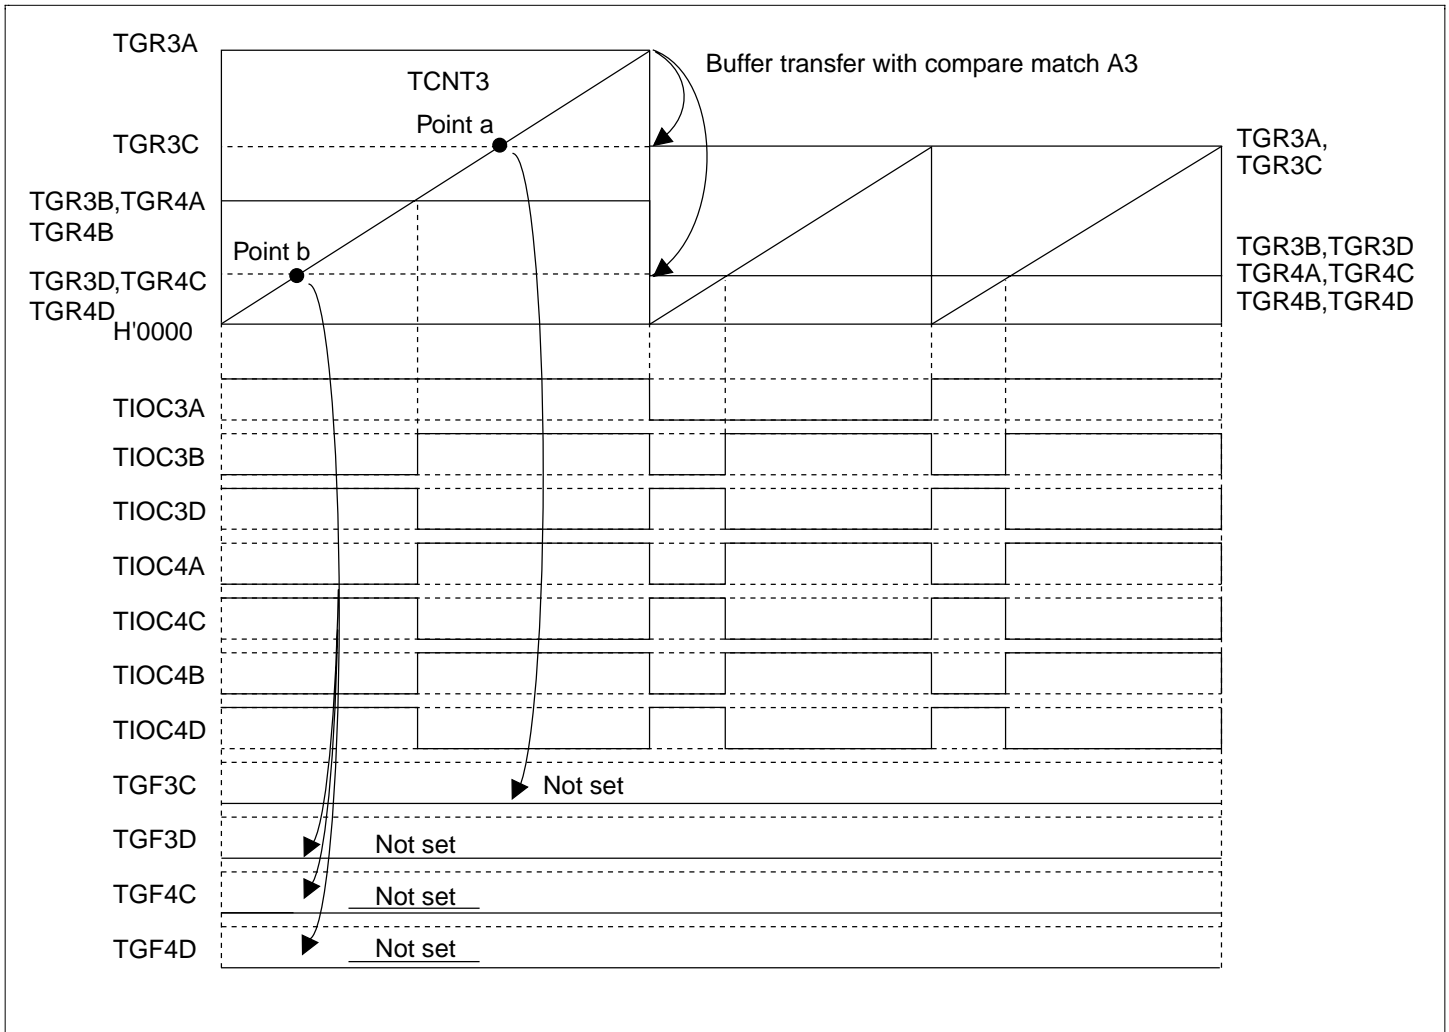 TGR3A
Buffer transfer with compare match A3
TCNT3
Point a
TGR3C
TGR3A,
TGR3C
TGR3B,TGR4A
TGR4B
Point b
TGR3D,TGR4C
TGR4D
TGR3B,TGR3D
TGR4A,TGR4C
TGR4B,TGR4D
H'0000
TIOC3A
TIOC3B
TIOC3D
TIOC4A
TIOC4C
TIOC4B
TIOC4D
TGF3C
Not set
TGF3D
Not set
TGF4C
Not set
TGF4D
Not set